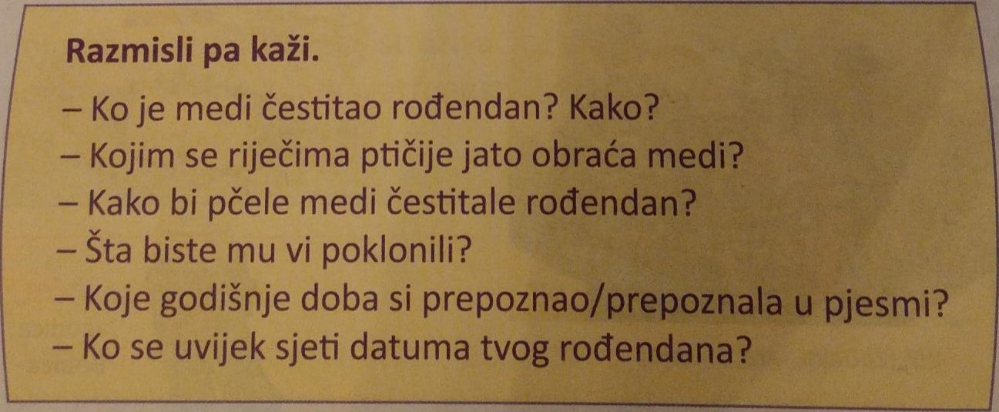 Razmisli pa kaži.
– Ko je medi čestitao rođendan? Kako?
– Kojim se riječima ptičije jato obraća medi?
– Kako bi pčele medi čestitale rođendan?
– Šta biste mu vi poklonili?
– Koje godišnje doba si prepoznao/prepoznala u pjesmi?
– Ko se uvijek sjeti datuma tvog rođendana?